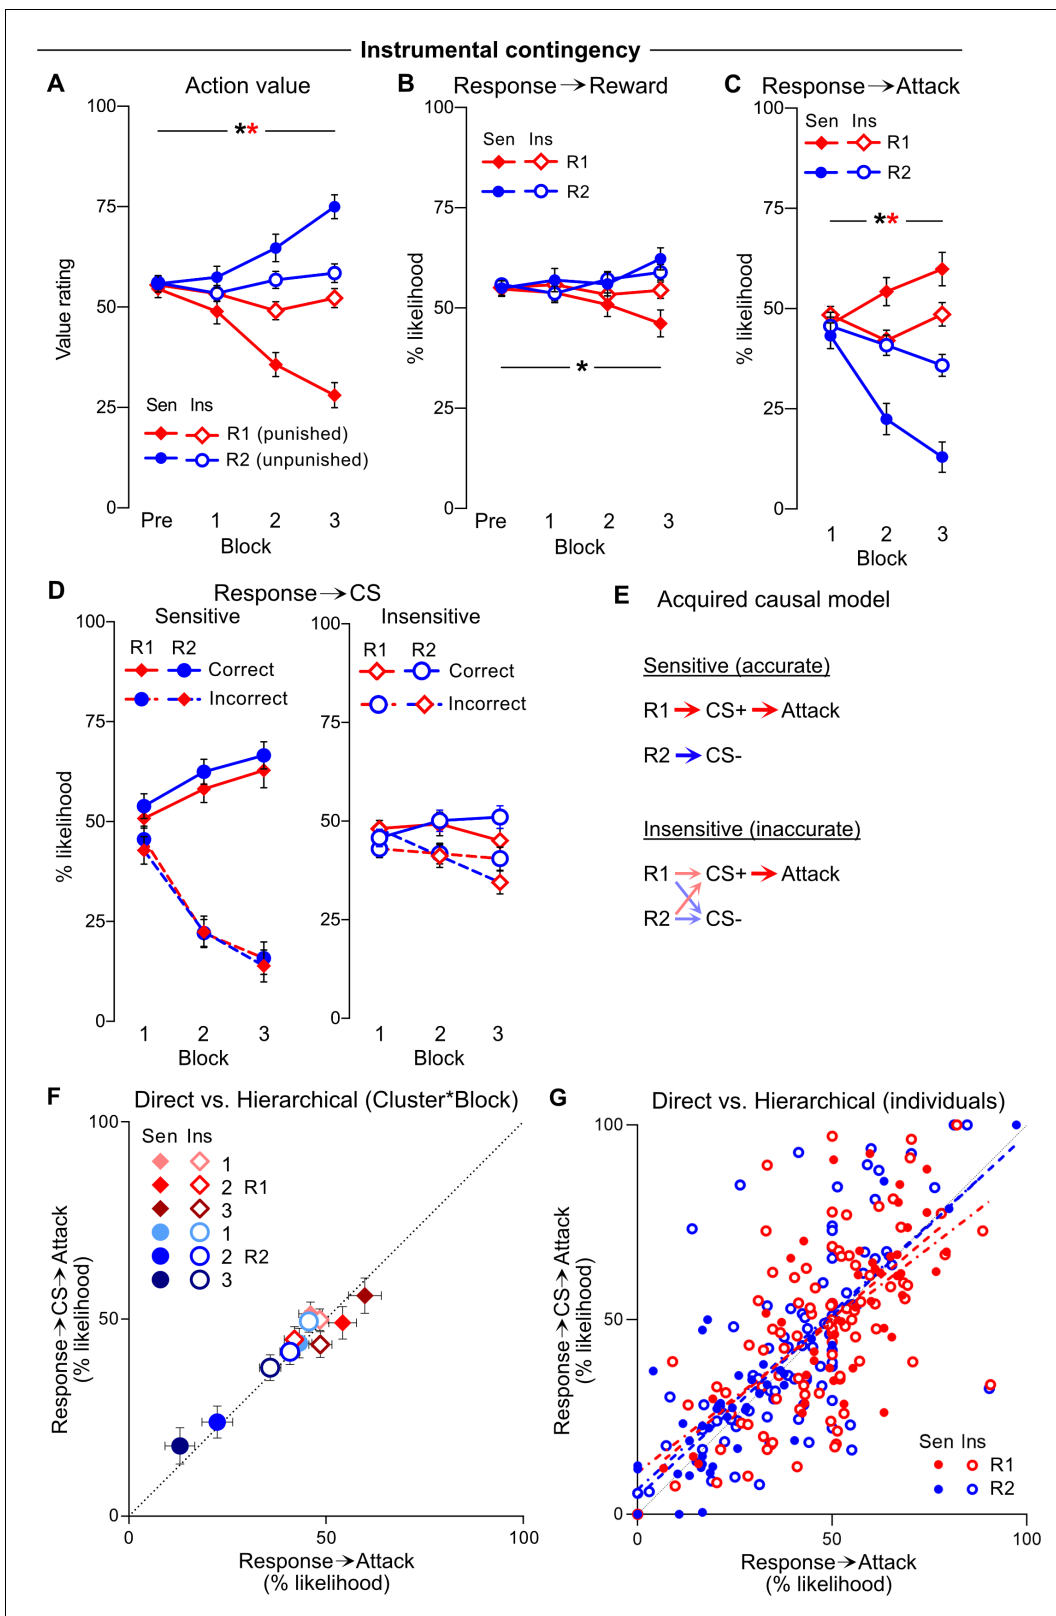 Instrumental contingency
A Action value
100
75
50
25
0
Value rating
**
Sen Ins
R1 (punished)
R2 (unpunished)
Pre 1 2 3
Block
B Response→Reward
100
75
50
25
0
% likelihood
Sen Ins
R1
R2
*
Pre 1 2 3
Block
C Response→Attack
100
75
50
25
0
% likelihood
Sen Ins
R1
R2
**
1 2 3
Block
D Response→CS
Sensitive
100
75
50
25
0
% likelihood
R1 R2
Correct
Incorrect
1 2 3
Block
Insensitive
100
75
50
25
0
R1 R2
Correct
Incorrect
1 2 3
Block
E Acquired causal model
Sensitive (accurate)
R1 → CS+ → Attack
R2 → CS-
Insensitive (inaccurate)
R1 → CS+ → Attack
R2 → CS-
F Direct vs. Hierarchical (Cluster*Block)
100
50
0
Response→CS→Attack
(% likelihood)
Sen Ins
1
2 R1
3
1
2 R2
3
0 50 100
Response→Attack
(% likelihood)
G Direct vs. Hierarchical (individuals)
100
50
0
Response→CS→Attack
(% likelihood)
Sen Ins
R1
R2
0 50 100
Response→Attack
(% likelihood)